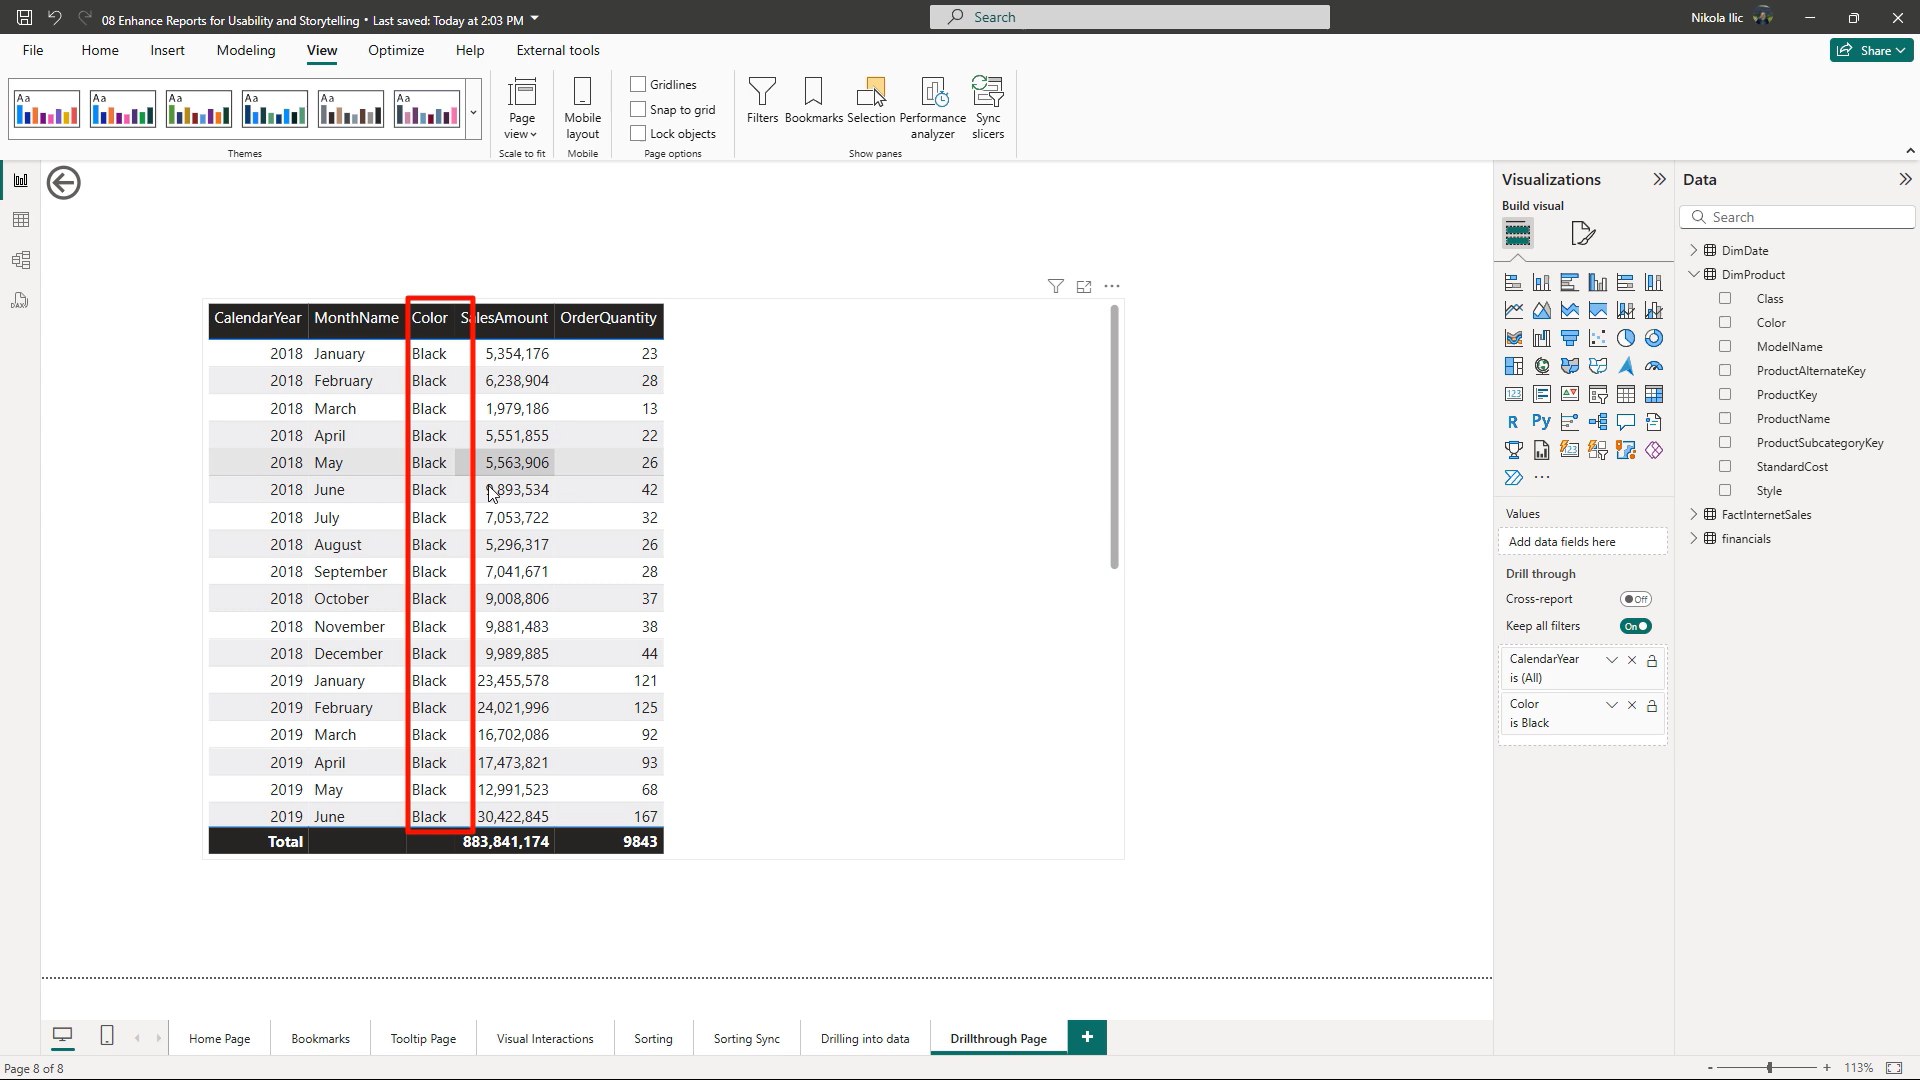 08 Enhance Reports for Usability and Storytelling • Last saved: Today at 2:03 PM
Search
Nikola Ilic
File Home Insert Modeling View Optimize Help External tools
Share
Aa Aa Aa Aa Aa Aa
Themes
Page view
Scale to fit
Mobile layout
Mobile
Gridlines
Snap to grid
Lock objects
Page options
Filters
Bookmarks
Selection
Performance analyzer
Sync slicers
Show panes
CalendarYear MonthName Color SalesAmount OrderQuantity
2018 January Black 5,354,176 23
2018 February Black 6,238,904 28
2018 March Black 1,979,186 13
2018 April Black 5,551,855 22
2018 May Black 5,563,906 26
2018 June Black ,893,534 42
2018 July Black 7,053,722 32
2018 August Black 5,296,317 26
2018 September Black 7,041,671 28
2018 October Black 9,008,806 37
2018 November Black 9,881,483 38
2018 December Black 9,989,885 44
2019 January Black 23,455,578 121
2019 February Black 24,021,996 125
2019 March Black 16,702,086 92
2019 April Black 17,473,821 93
2019 May Black 12,991,523 68
2019 June Black 30,422,845 167
Total 883,841,174 9843
Visualizations
Build visual
123
R Py
123
Values
Add data fields here
Drill through
Cross-report Off
Keep all filters On
CalendarYear
is (All)
Color
is Black
Data
Search
DimDate
DimProduct
Class
Color
ModelName
ProductAlternateKey
ProductKey
ProductName
ProductSubcategoryKey
StandardCost
Style
FactInternetSales
financials
DAX
Home Page Bookmarks Tooltip Page Visual Interactions Sorting Sorting Sync Drilling into data Drillthrough Page +
Page 8 of 8
- + 113%